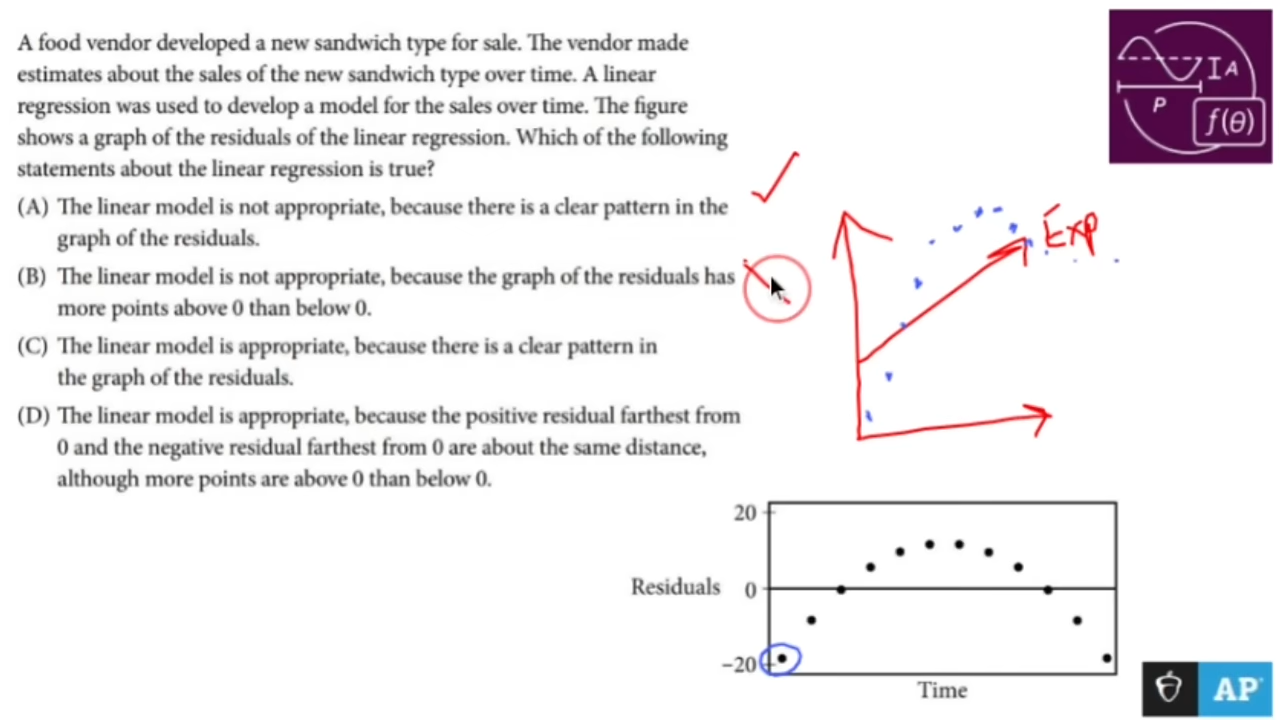 A food vendor developed a new sandwich type for sale. The vendor made
estimates about the sales of the new sandwich type over time. A linear
regression was used to develop a model for the sales over time. The figure
shows a graph of the residuals of the linear regression. Which of the following
statements about the linear regression is true?
(A) The linear model is not appropriate, because there is a clear pattern in the
graph of the residuals.
(B) The linear model is not appropriate, because the graph of the residuals has
more points above 0 than below 0.
(C) The linear model is appropriate, because there is a clear pattern in
the graph of the residuals.
(D) The linear model is appropriate, because the positive residual farthest from
0 and the negative residual farthest from 0 are about the same distance,
although more points are above 0 than below 0.
A
P
f(θ)
Exp
20
Residuals 0
−20
Time
AP